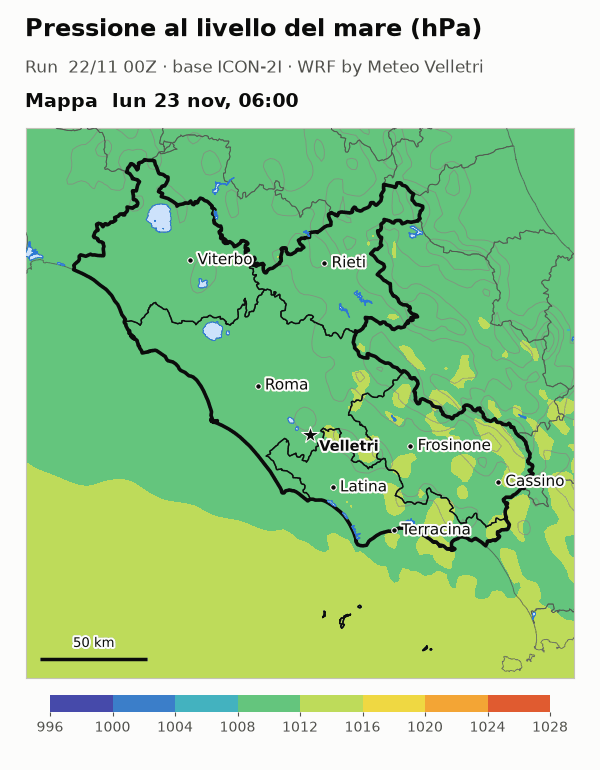 Pressione al livello del mare (hPa)
Run  22/11 00Z · base ICON-2I · WRF by Meteo Velletri
Mappa  lun 23 nov, 06:00
Viterbo
Rieti
Roma
Velletri
Frosinone
Cassino
Latina
Terracina
50 km
996 1000 1004 1008 1012 1016 1020 1024 1028